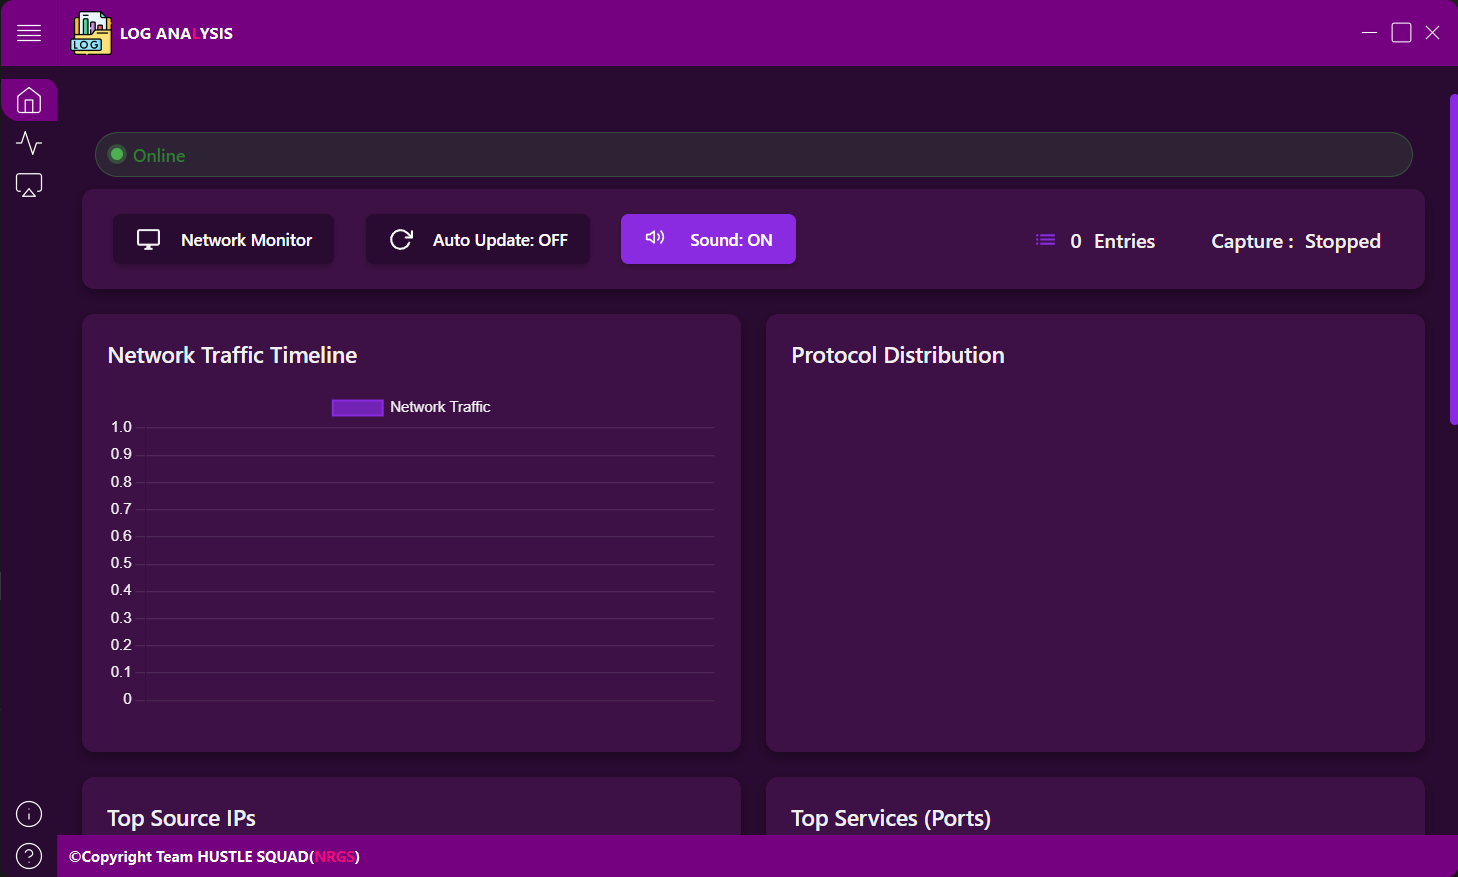 LOG
LOG ANALYSIS
Online
Network Monitor
Auto Update: OFF
Sound: ON
0 Entries
Capture : Stopped
Network Traffic Timeline
Network Traffic
1.0
0.9
0.8
0.7
0.6
0.5
0.4
0.3
0.2
0.1
0
Protocol Distribution
Top Source IPs
Top Services (Ports)
©Copyright Team HUSTLE SQUAD(NRGS)